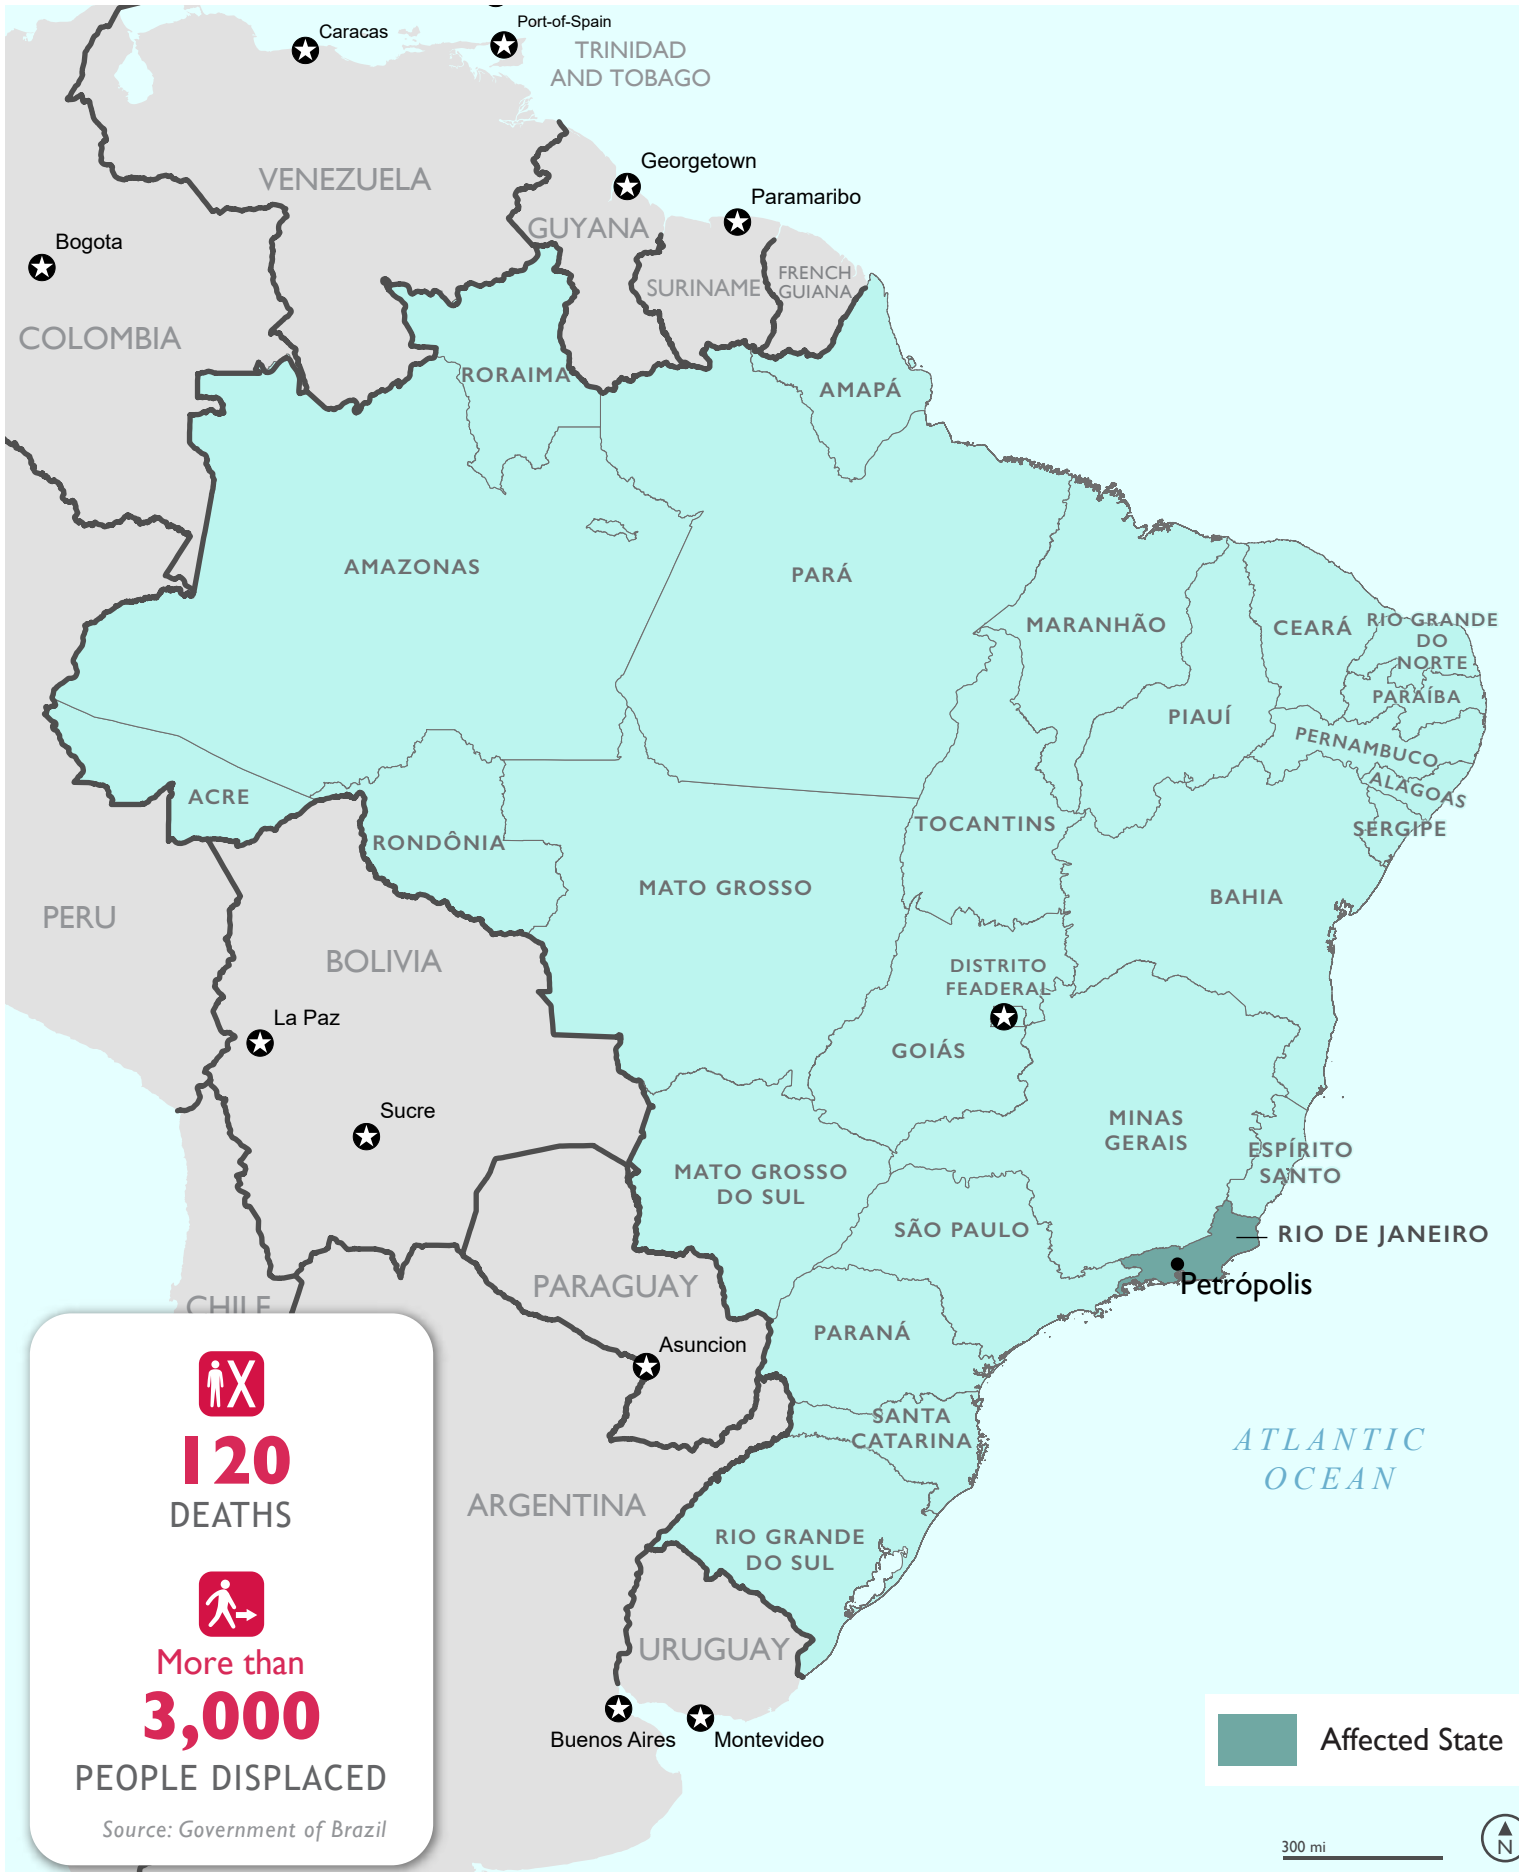 Caracas
Port-of-Spain
TRINIDAD
AND TOBAGO
VENEZUELA
Georgetown
GUYANA
Paramaribo
Bogota
SURINAME
FRENCH
GUIANA
COLOMBIA
RORAIMA
AMAPÁ
AMAZONAS
PARÁ
MARANHÃO
CEARÁ
RIO GRANDE
DO
NORTE
PARAÍBA
PIAUÍ
PERNAMBUCO
ALAGOAS
SERGIPE
ACRE
RONDÔNIA
TOCANTINS
MATO GROSSO
BAHIA
PERU
BOLIVIA
DISTRITO
FEADERAL
La Paz
GOIÁS
Sucre
MINAS
GERAIS
ESPÍRITO
SANTO
MATO GROSSO
DO SUL
SÃO PAULO
RIO DE JANEIRO
Petrópolis
PARAGUAY
CHILE
PARANÁ
Asuncion
SANTA
CATARINA
ATLANTIC
OCEAN
ARGENTINA
RIO GRANDE
DO SUL
URUGUAY
Buenos Aires
Montevideo
120
DEATHS
More than
3,000
PEOPLE DISPLACED
Source: Government of Brazil
Affected State
300 mi
N